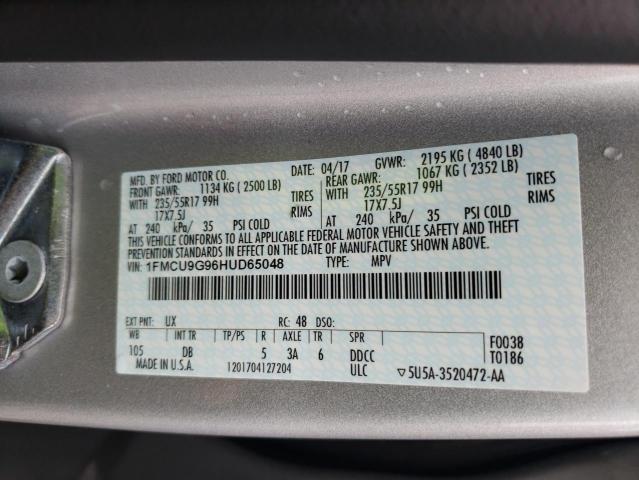 MFD. BY FORD MOTOR CO. 04/17 GVWR: 2195 KG ( 4840 LB)
FRONT GAWR: 1134 KG ( 2500 LB) REAR GAWR: 1067 KG ( 2352 LB)
WITH 235/55R17 99H TIRES WITH 235/55R17 99H TIRES
17X7.5J RIMS 17X7.5J RIMS
AT 240 kPa/ 35 PSI COLD AT 240 kPa/ 35 PSI COLD
THIS VEHICLE CONFORMS TO ALL APPLICABLE FEDERAL MOTOR VEHICLE SAFETY AND BUMPER
AND THEFT PREVENTION STANDARDS IN EFFECT ON THE DATE OF MANUFACTURE SHOWN ABOVE.
VIN: 1FMCU9G96HUD65048 TYPE: MPV
EXT PNT: UX RC: 48 DSO:
WB INT TR TP/PS R AXLE TR SPR F0038
105 DB 5 3A 6 DDCC T0186
MADE IN U.S.A. 1201704127204 ULC ▽5U5A-3520472-AA